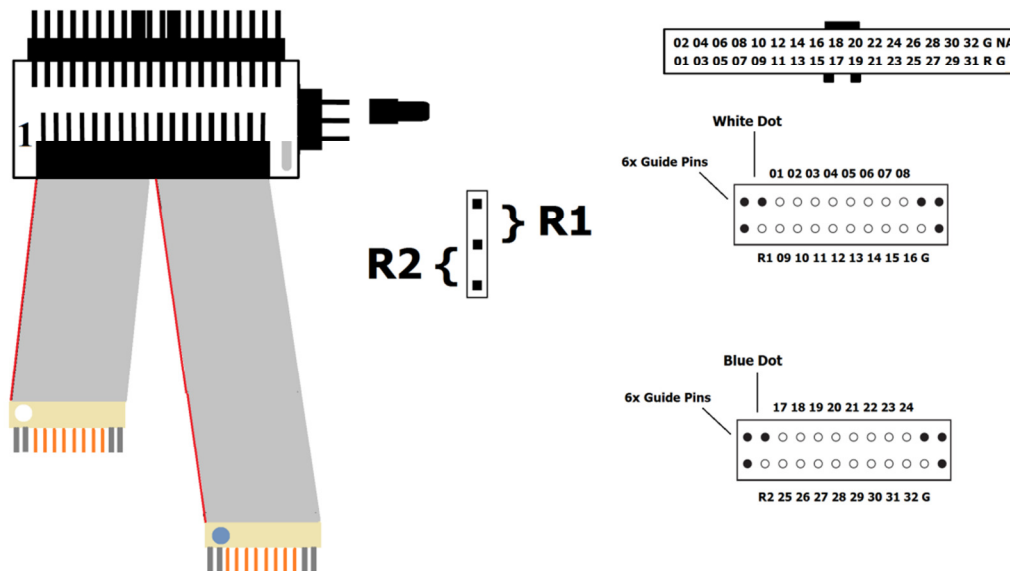 1
R1
R2
02 04 06 08 10 12 14 16 18 20 22 24 26 28 30 32 G NA
01 03 05 07 09 11 13 15 17 19 21 23 25 27 29 31 R G
White Dot
6x Guide Pins
01 02 03 04 05 06 07 08
R1 09 10 11 12 13 14 15 16 G
Blue Dot
6x Guide Pins
17 18 19 20 21 22 23 24
R2 25 26 27 28 29 30 31 32 G